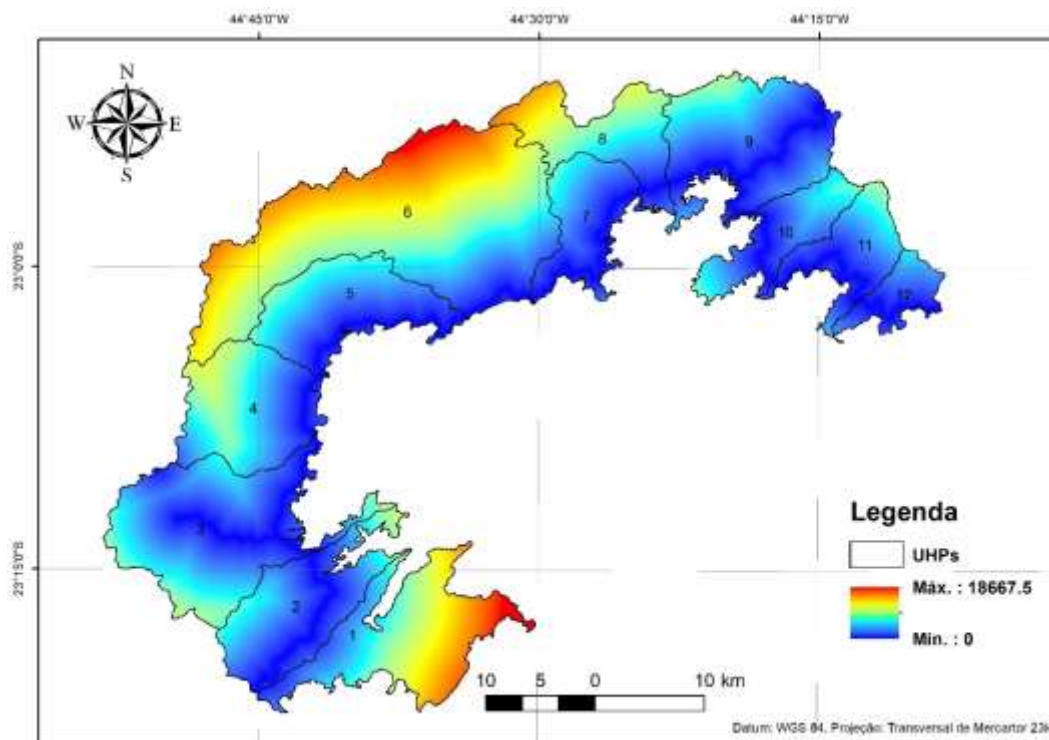 44°45'0"W 44°30'0"W 44°15'0"W
N
W E
S
8
9
6
7
10
11
23°0'0"S
5
12
4
3
Legenda
UHPs
23°15'0"S
Máx. : 18667.5
2
1
Mín. : 0
10 5 0 10 km
Datum: WGS 84. Projeção: Transversal de Mercartor 23k